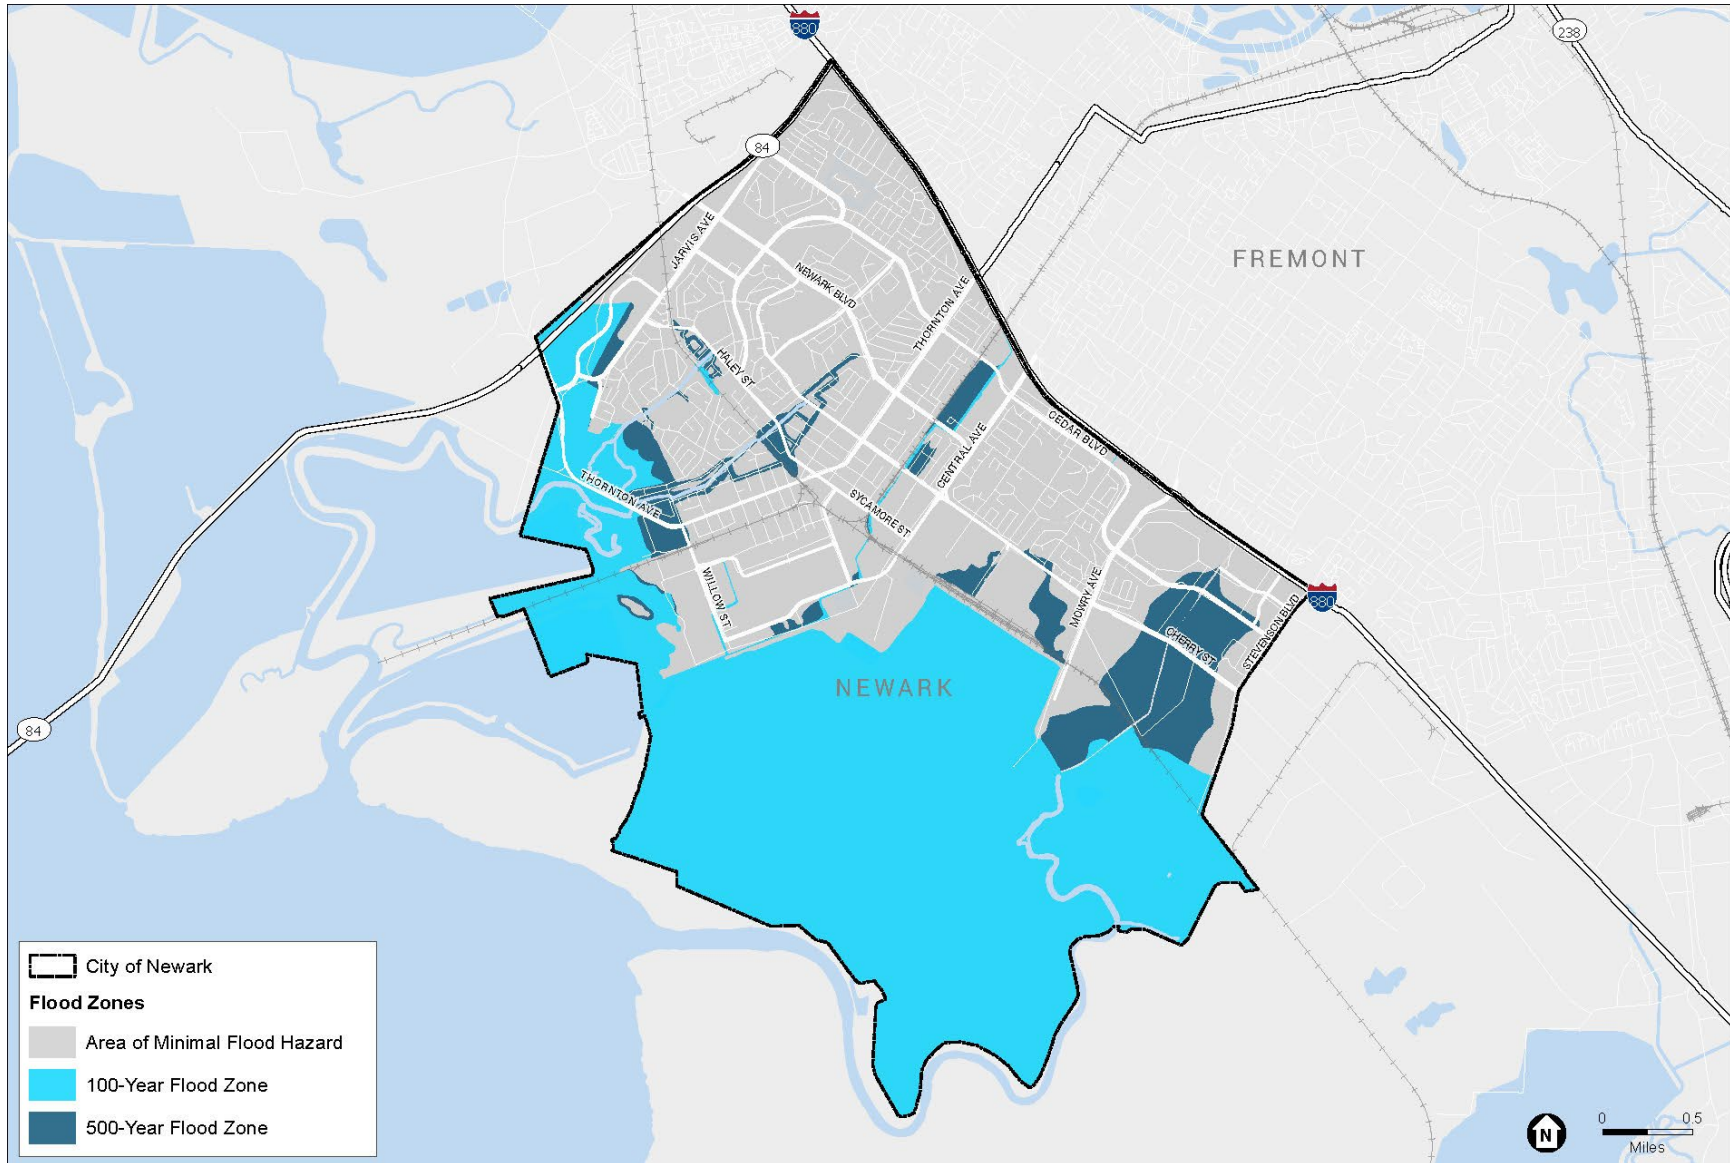 880
238
84
JARVIS AVE
NEWARK BLVD
THORNTON AVE
FREMONT
HALEY ST
CEDAR BLVD
CENTRAL AVE
THORNTON AVE
SYCAMORE ST
WILLOW ST
MOWRY AVE
880
STEVENSON BLVD
CHERRY ST
NEWARK
84
City of Newark
Flood Zones
Area of Minimal Flood Hazard
100-Year Flood Zone
500-Year Flood Zone
N
0 0.5
Miles